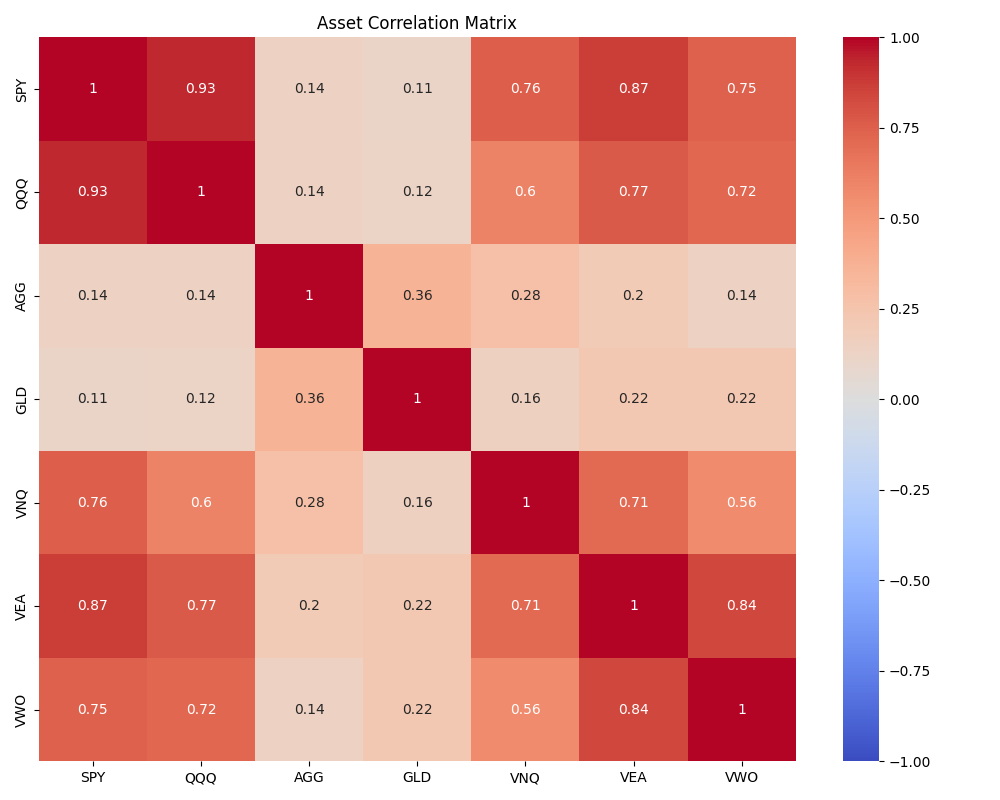 Asset Correlation Matrix
SPY 1 0.93 0.14 0.11 0.76 0.87 0.75
QQQ 0.93 1 0.14 0.12 0.6 0.77 0.72
AGG 0.14 0.14 1 0.36 0.28 0.2 0.14
GLD 0.11 0.12 0.36 1 0.16 0.22 0.22
VNQ 0.76 0.6 0.28 0.16 1 0.71 0.56
VEA 0.87 0.77 0.2 0.22 0.71 1 0.84
VWO 0.75 0.72 0.14 0.22 0.56 0.84 1
SPY QQQ AGG GLD VNQ VEA VWO
1.00
0.75
0.50
0.25
0.00
−0.25
−0.50
−0.75
−1.00